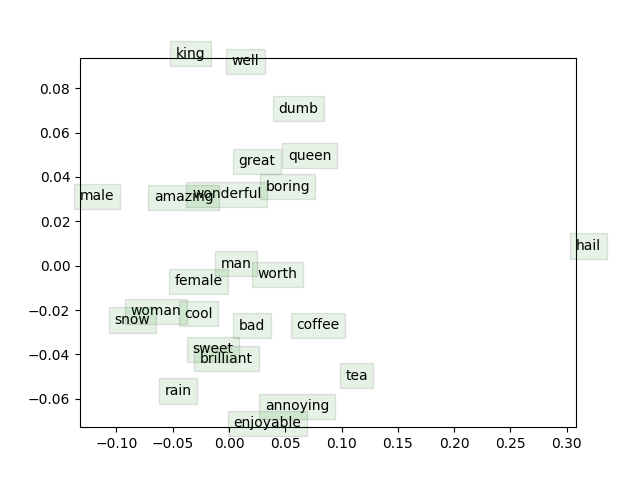 king
well
0.08
dumb
0.06
great
queen
0.04
male
amazing
wonderful
boring
0.02
hail
0.00
man
worth
female
−0.02
woman
snow
cool
bad
coffee
−0.04
sweet
brilliant
tea
rain
−0.06
annoying
enjoyable
−0.10 −0.05 0.00 0.05 0.10 0.15 0.20 0.25 0.30